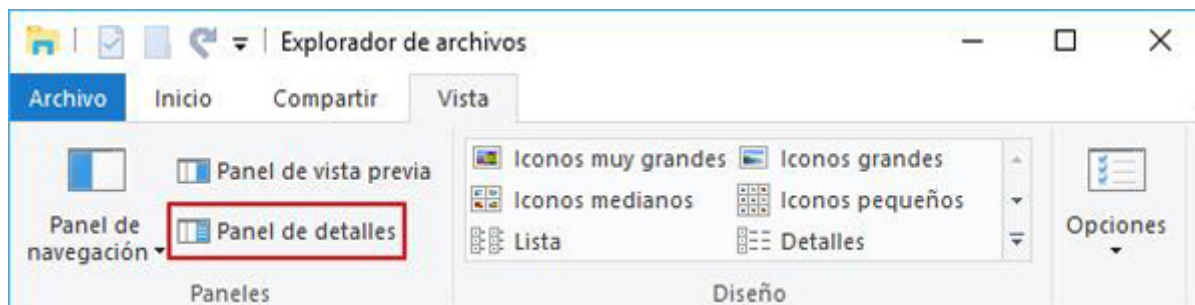 Explorador de archivos
Archivo Inicio Compartir Vista
Panel de navegación
Panel de vista previa
Panel de detalles
Paneles
Iconos muy grandes Iconos grandes
Iconos medianos Iconos pequeños
Lista Detalles
Diseño
Opciones